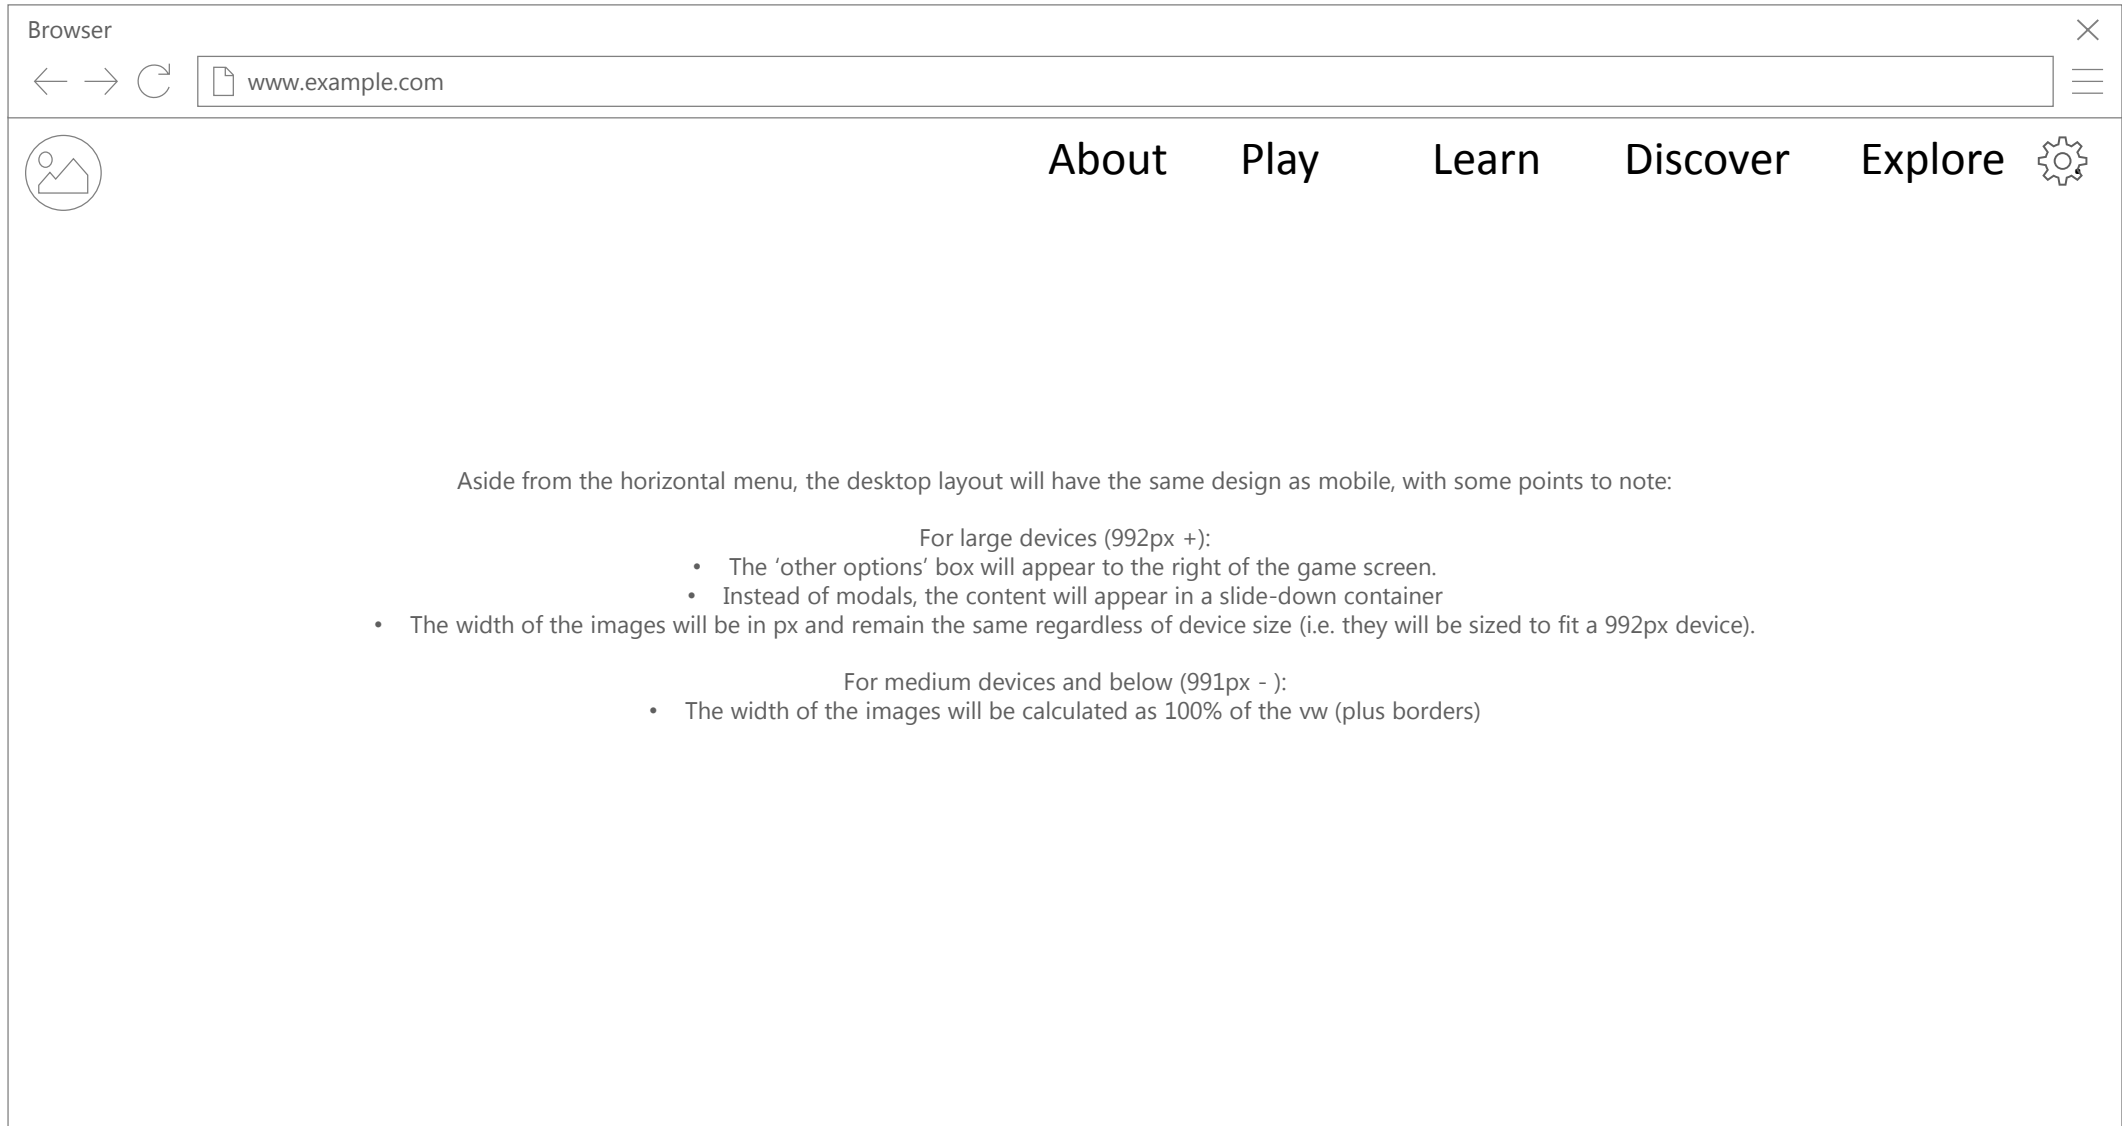 Browser
www.example.com
About Play Learn Discover Explore
Aside from the horizontal menu, the desktop layout will have the same design as mobile, with some points to note:
For large devices (992px +):
• The ‘other options’ box will appear to the right of the game screen.
• Instead of modals, the content will appear in a slide-down container
• The width of the images will be in px and remain the same regardless of device size (i.e. they will be sized to fit a 992px device).
For medium devices and below (991px - ):
• The width of the images will be calculated as 100% of the vw (plus borders)